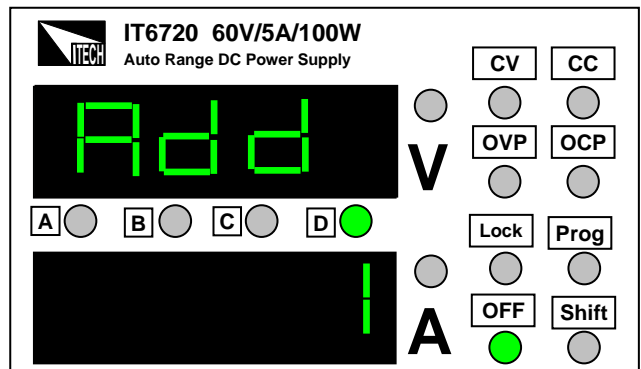 ITECH IT6720 60V/5A/100W
Auto Range DC Power Supply
CV CC
Add
V
OVP OCP
A B C D
Lock Prog
1
A
OFF Shift